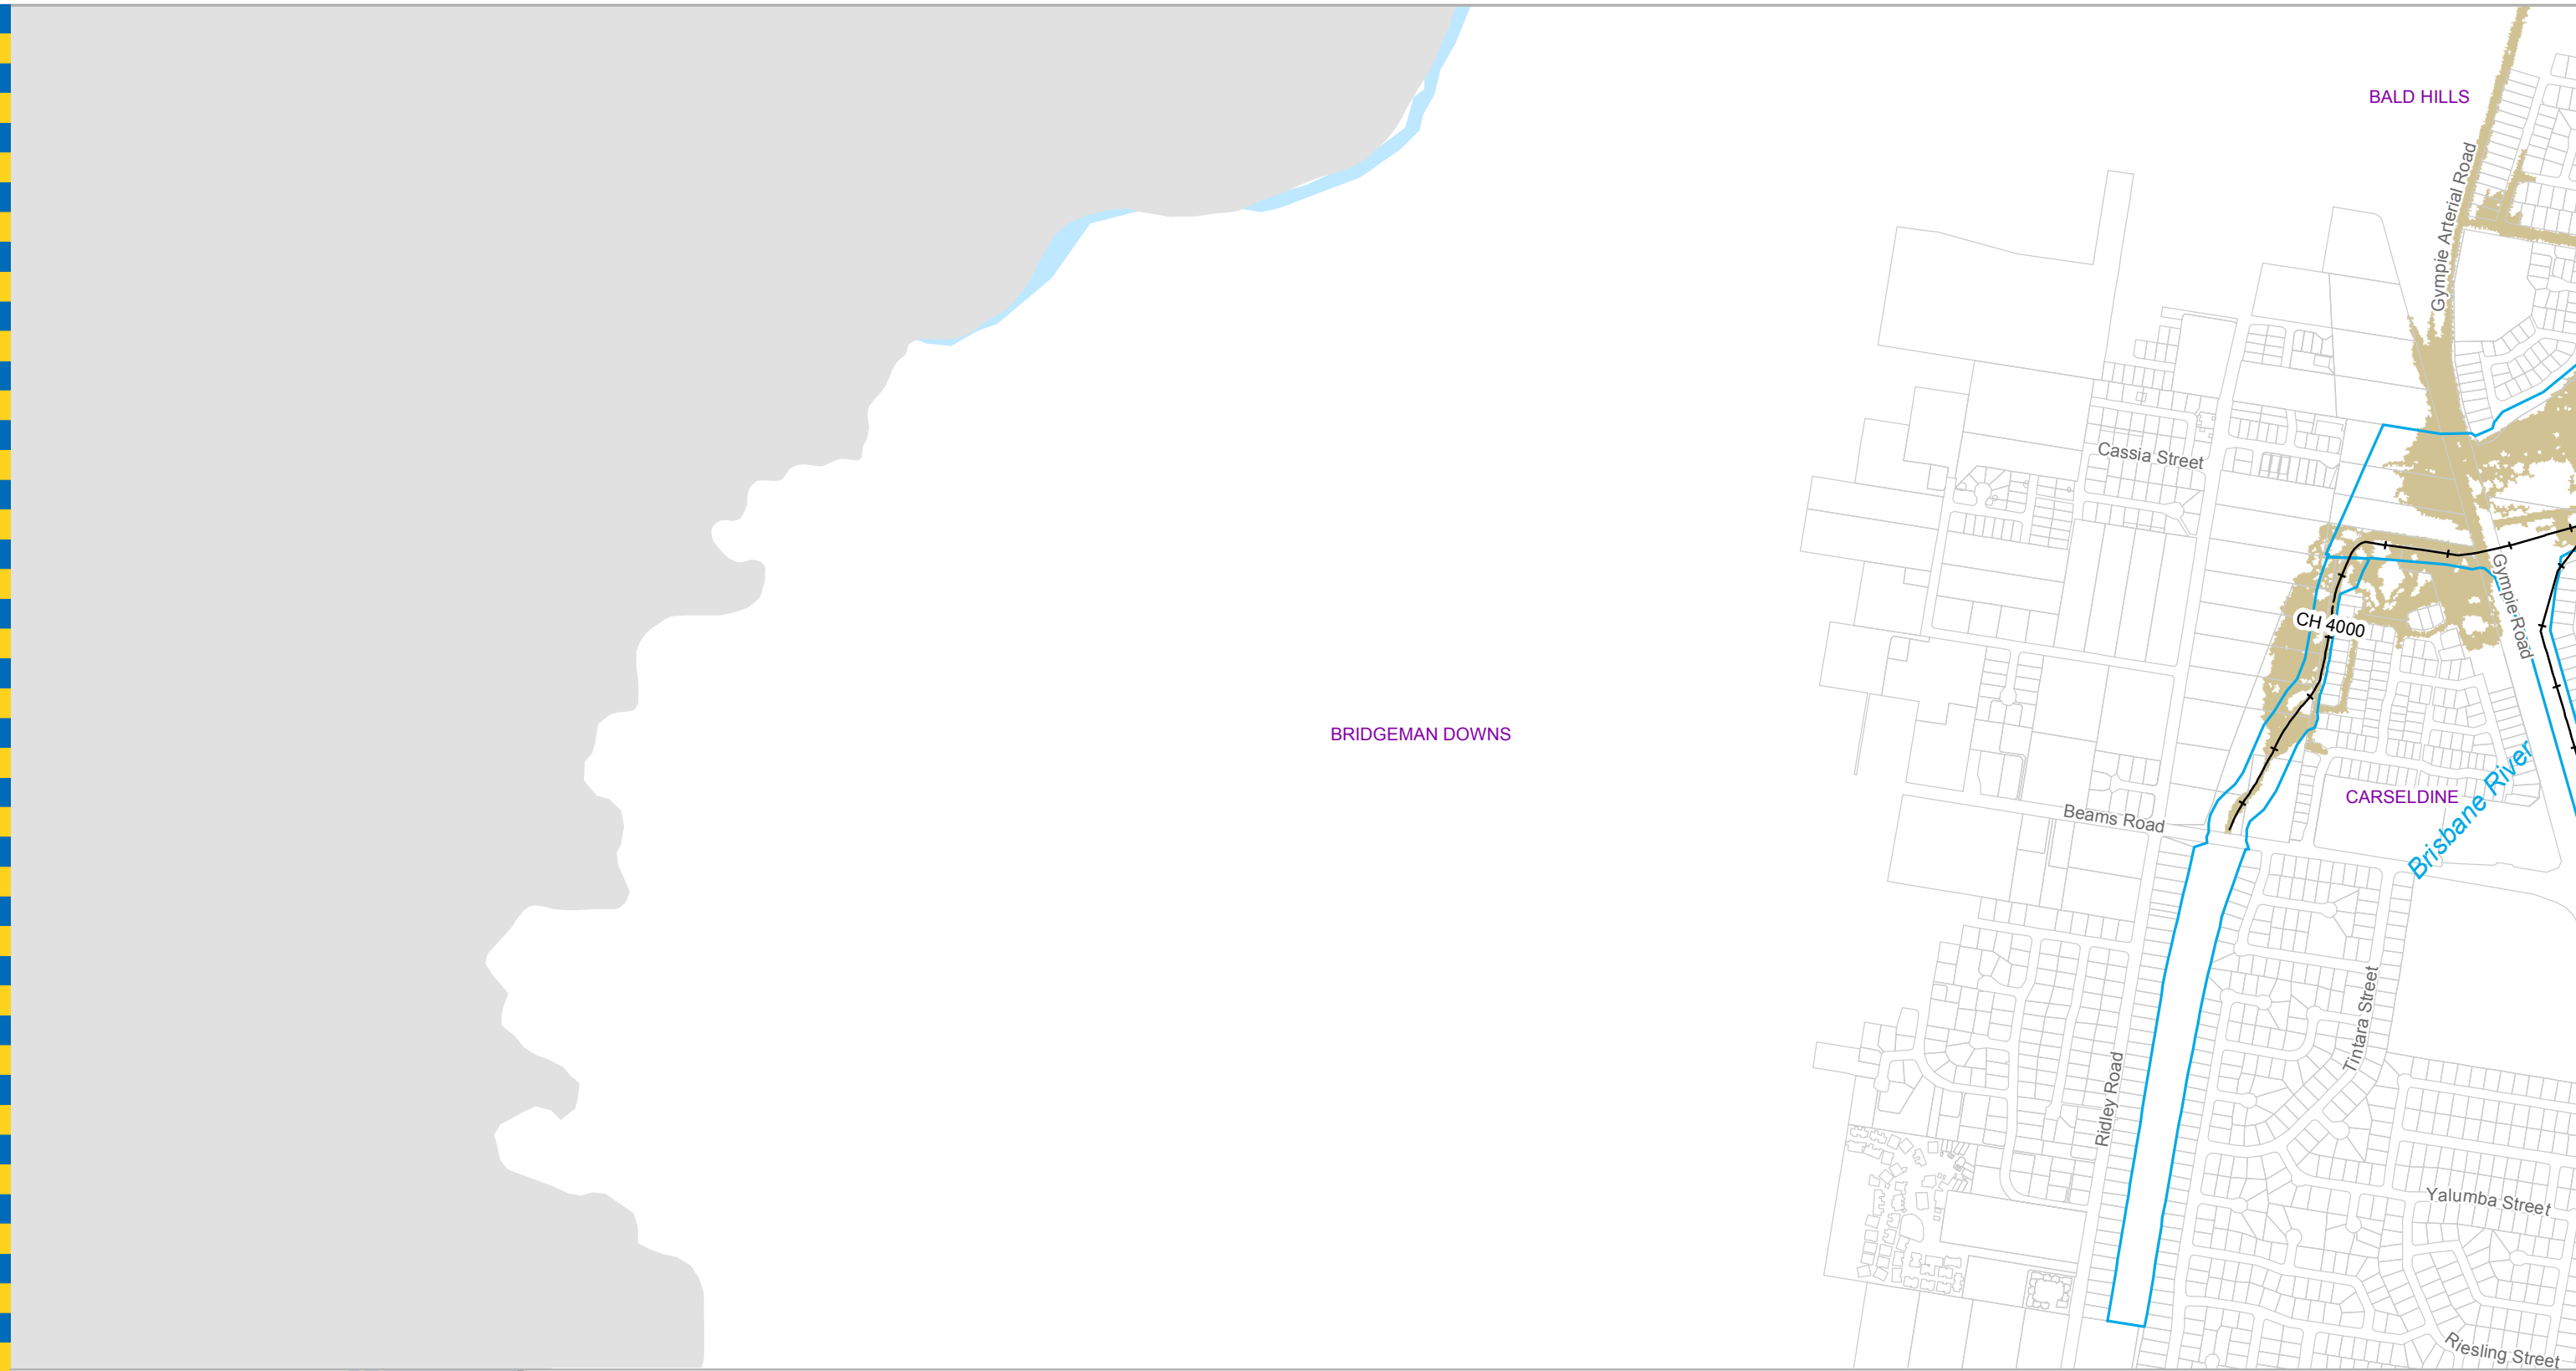 BALD HILLS
Gympie Arterial Road
Cassia Street
Gympie Road
CH 4000
BRIDGEMAN DOWNS
CARSELDINE
Brisbane River
Beams Road
Tintara Street
Ridley Road
Yalumba Street
Riesling Street